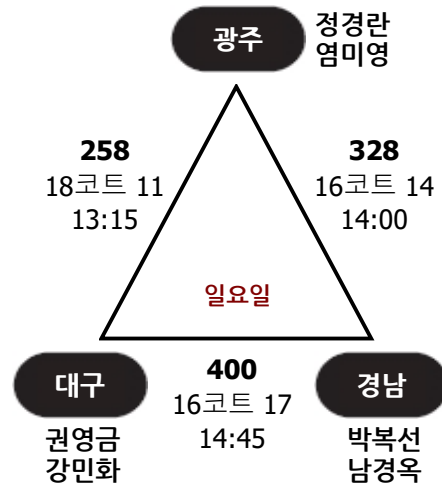 광주
정경란
염미영
258
18코트 11
13:15
328
16코트 14
14:00
일요일
대구
권영금
강민화
400
16코트 17
14:45
경남
박복선
남경옥